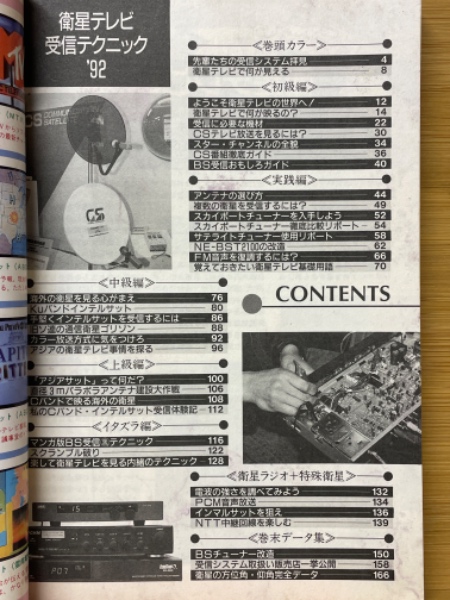 衛星テレビ
受信テクニック
'92
CS COMMU
SATEL
CS
≪巻頭カラー≫
先輩たちの受信システム拝見 4
衛星テレビで何が見える 8
≪初級編≫
ようこそ衛星テレビの世界へ! 12
衛星テレビで何が映るの? 14
受信に必要な機材 22
CSテレビ放送を見るには? 30
スター・チャンネルの全貌 34
CS番組徹底ガイド 36
BS受信おもしろガイド 40
≪実践編≫
アンテナの選び方 44
複数の衛星を受信するには? 49
スカイポートチューナーを入手しよう 52
スカイポートチューナー徹底比較リポート 54
サテライトチューナー使用リポート 58
NE-BST2100の改造 62
FM音声を復調するには? 66
覚えておきたい衛星テレビ基礎用語 70
CONTENTS
≪中級編≫
海外の衛星を見る心がまえ 76
Kuバンドインテルサット 80
手軽くインテルサットを受信するには 86
旧ソ連の通信衛星ゴリゾン 88
カラー放送方式に気をつけろ 92
アジアの衛星テレビ事情を探る 96
≪上級編≫
「アジアサット」って何だ? 100
直径3mパラボラアンテナ建設大作戦 106
Cバンドで映る海外の衛星 108
私のCバンド・インテルサット受信体験記 112
≪イタズラ編≫
マンガ版BS受信テクニック 116
スクランブル破り 122
楽して衛星テレビを見る内緒のテクニック 128
≪衛星ラジオ+特殊衛星≫
電波の強さを調べてみよう 132
PCM音声放送 134
インマルサットを狙え 136
NTT中継回線を楽しむ 139
≪巻末データ集≫
BSチューナー改造 150
受信システム取扱い販売店一挙公開 158
衛星の方位角・仰角完全データ 166